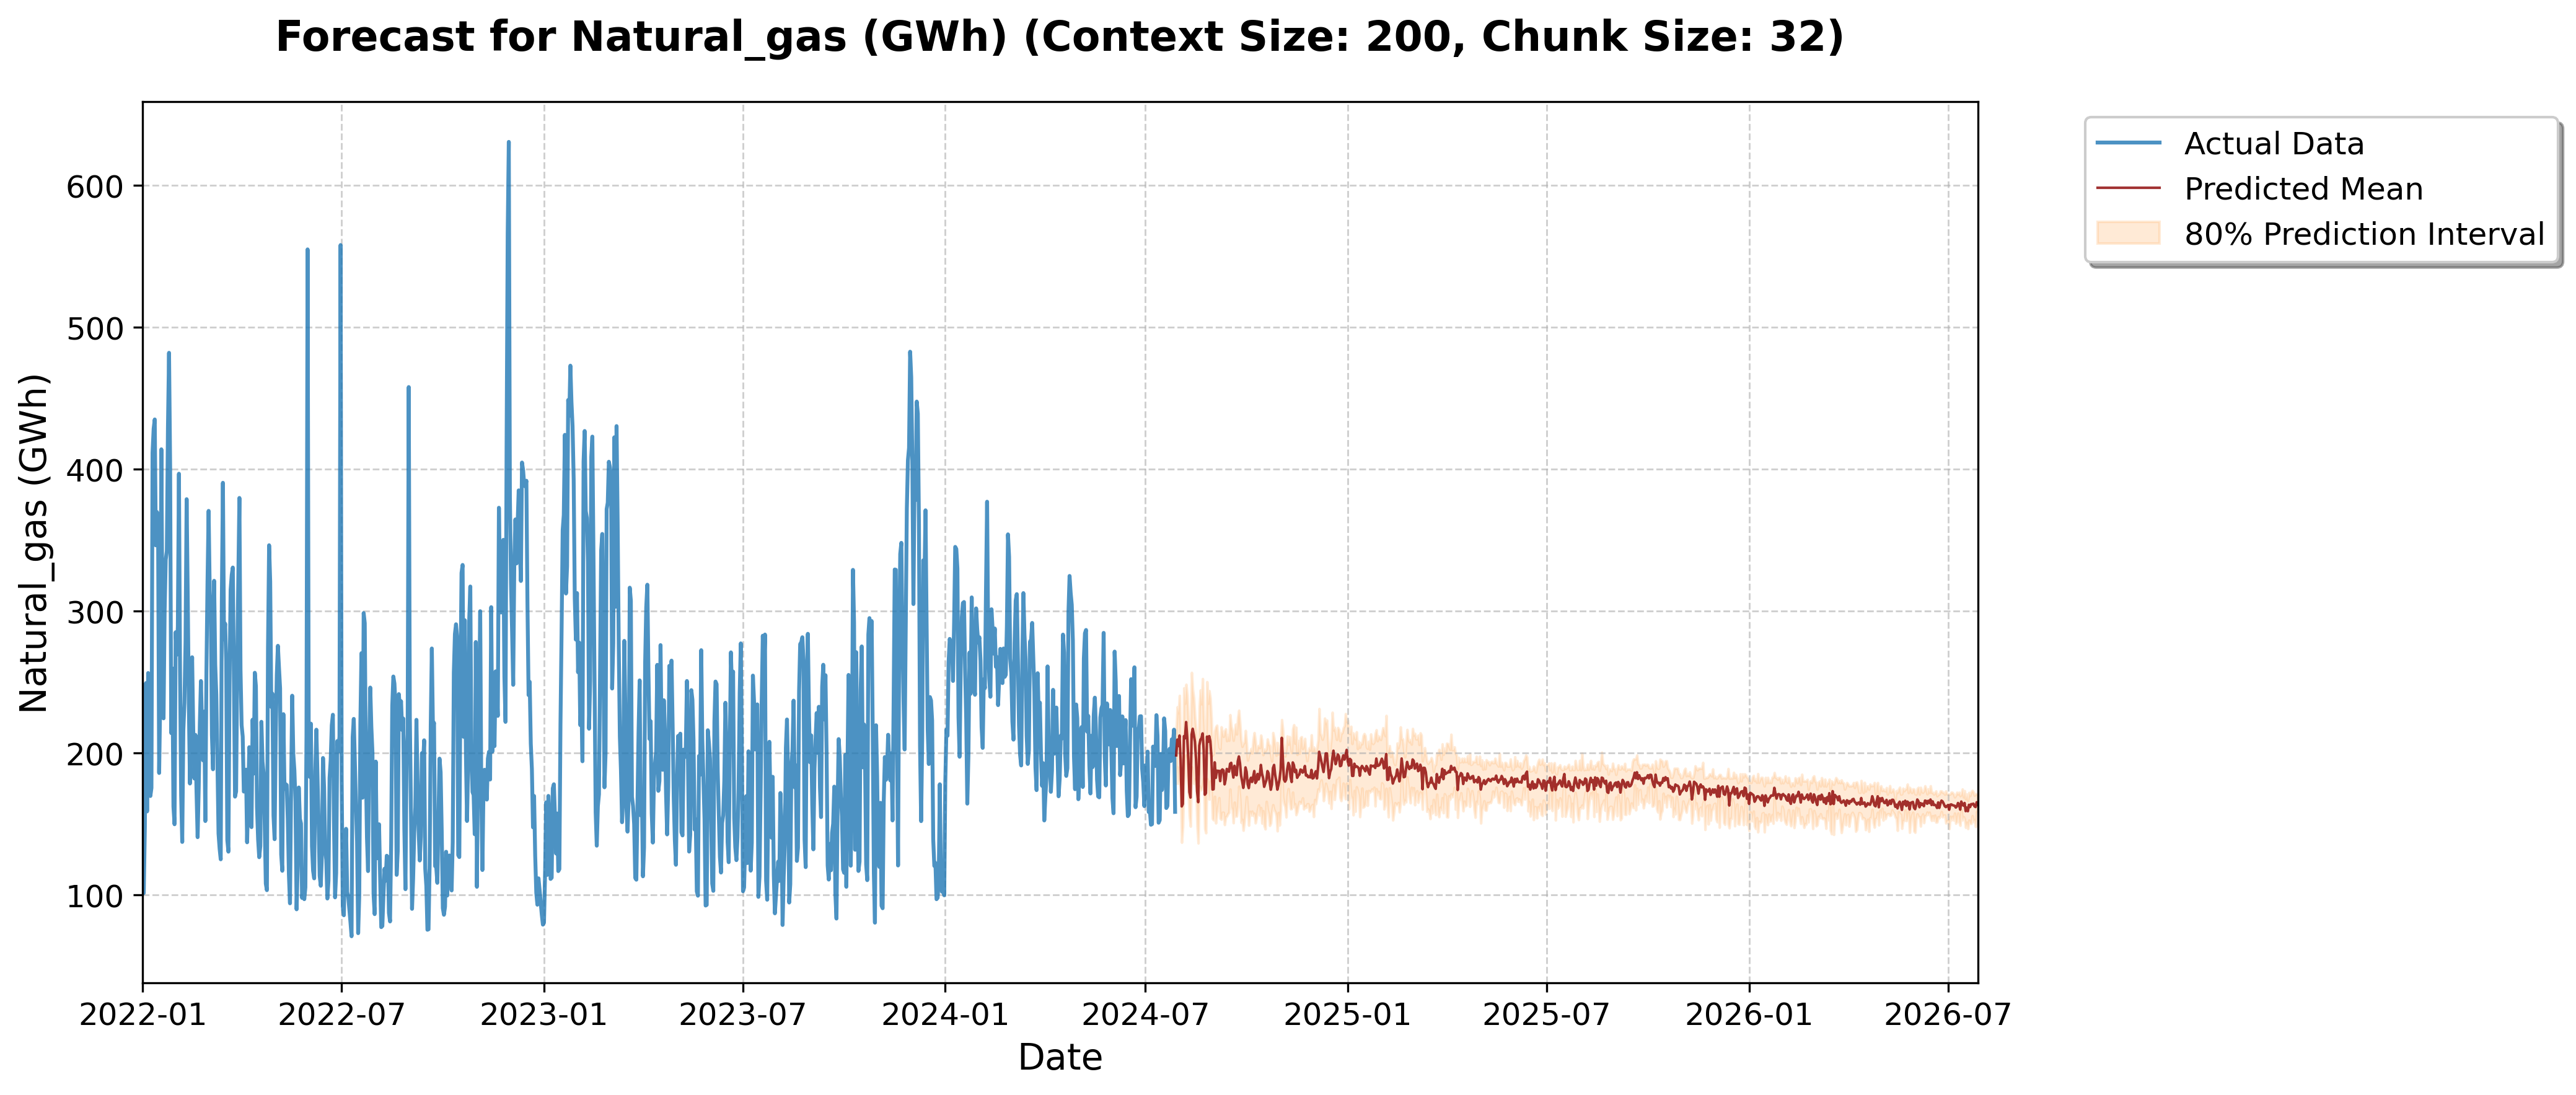 Forecast for Natural_gas (GWh) (Context Size: 200, Chunk Size: 32)
Actual Data
Predicted Mean
80% Prediction Interval
Natural_gas (GWh)
600
500
400
300
200
100
2022-01 2022-07 2023-01 2023-07 2024-01 2024-07 2025-01 2025-07 2026-01 2026-07
Date